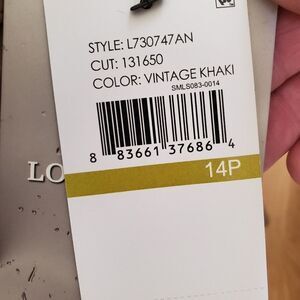 STYLE: L730747AN
CUT: 131650
COLOR: VINTAGE KHAKI
SMLS083-0014
8 83661 37686 4
14P
LO